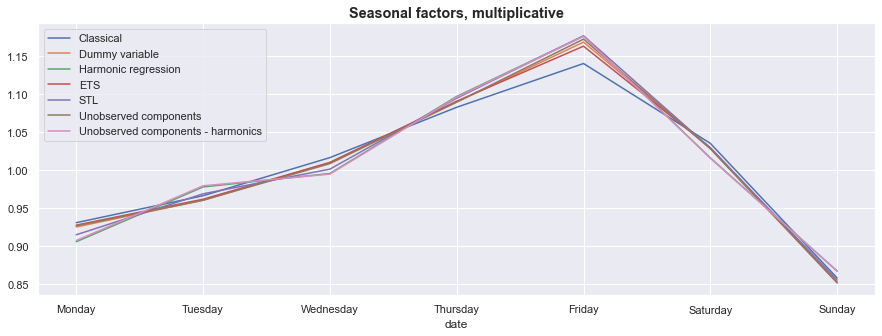 Seasonal factors, multiplicative
Classical
Dummy variable
Harmonic regression
ETS
STL
Unobserved components
Unobserved components - harmonics
1.15
1.10
1.05
1.00
0.95
0.90
0.85
Monday Tuesday Wednesday Thursday Friday Saturday Sunday
date